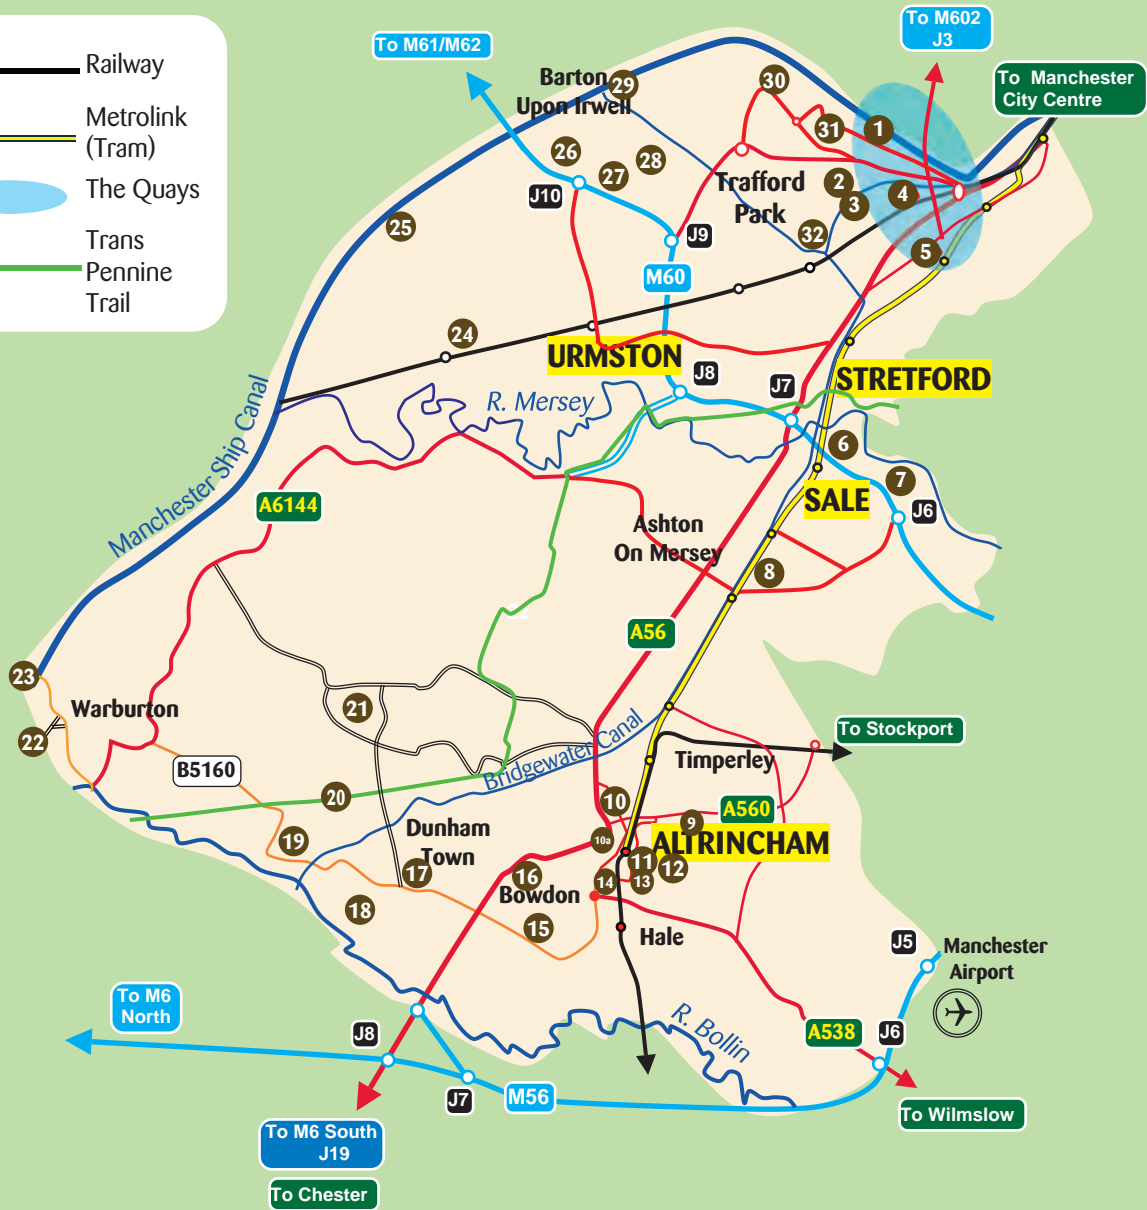 Railway
Metrolink
(Tram)
The Quays
Trans
Pennine
Trail
To M61/M62
To M602
J3
To Manchester
City Centre
Barton
Upon Irwell
29
30
31
1
26
27
28
J10
Trafford
Park
2
3
4
5
32
25
J9
M60
24
URMSTON
J8
J7
STRETFORD
R. Mersey
Manchester Ship Canal
6
7
J6
SALE
A6144
Ashton
On Mersey
8
A56
23
22
Warburton
21
B5160
20
19
Bridgewater Canal
To Stockport
Timperley
10
10a
A560
9
ALTRINCHAM
11
12
13
14
Dunham
Town
17
16
Bowdon
18
15
Hale
J5
Manchester
Airport
To M6
North
J8
J7
M56
R. Bollin
A538
J6
To Wilmslow
To M6 South
J19
To Chester